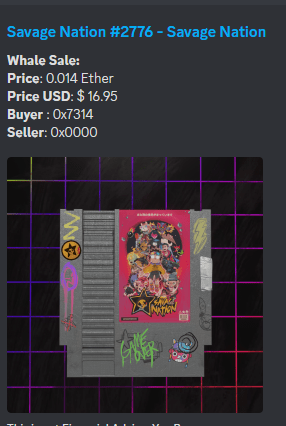 Savage Nation #2776 - Savage Nation
Whale Sale:
Price: 0.014 Ether
Price USD: $ 16.95
Buyer : 0x7314
Seller: 0x0000
SAVAGE
NATION
GAME
OVER